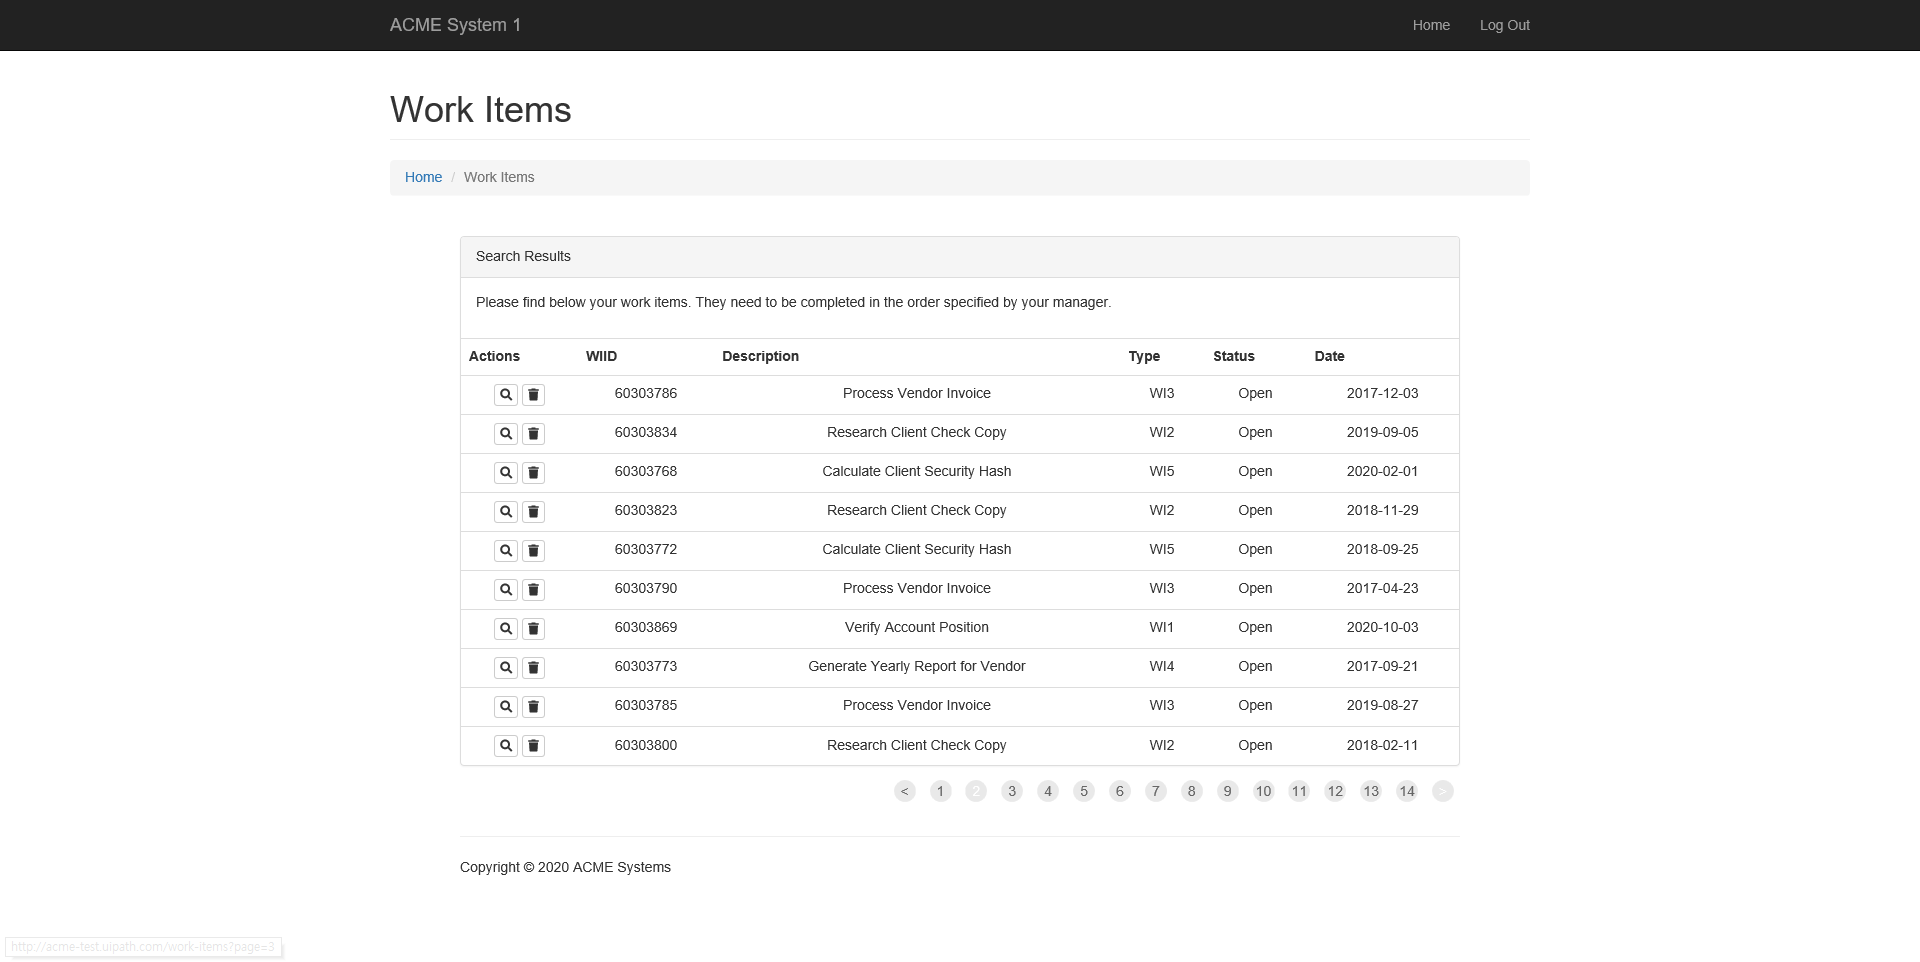 ACME System 1 Home Log Out
Work Items
Home / Work Items
Search Results
Please find below your work items. They need to be completed in the order specified by your manager.
Actions WIID Description Type Status Date
60303786 Process Vendor Invoice WI3 Open 2017-12-03
60303834 Research Client Check Copy WI2 Open 2019-09-05
60303768 Calculate Client Security Hash WI5 Open 2020-02-01
60303823 Research Client Check Copy WI2 Open 2018-11-29
60303772 Calculate Client Security Hash WI5 Open 2018-09-25
60303790 Process Vendor Invoice WI3 Open 2017-04-23
60303869 Verify Account Position WI1 Open 2020-10-03
60303773 Generate Yearly Report for Vendor WI4 Open 2017-09-21
60303785 Process Vendor Invoice WI3 Open 2019-08-27
60303800 Research Client Check Copy WI2 Open 2018-02-11
< 1 2 3 4 5 6 7 8 9 10 11 12 13 14 >
Copyright © 2020 ACME Systems
http://acme-test.uipath.com/work-items?page=3